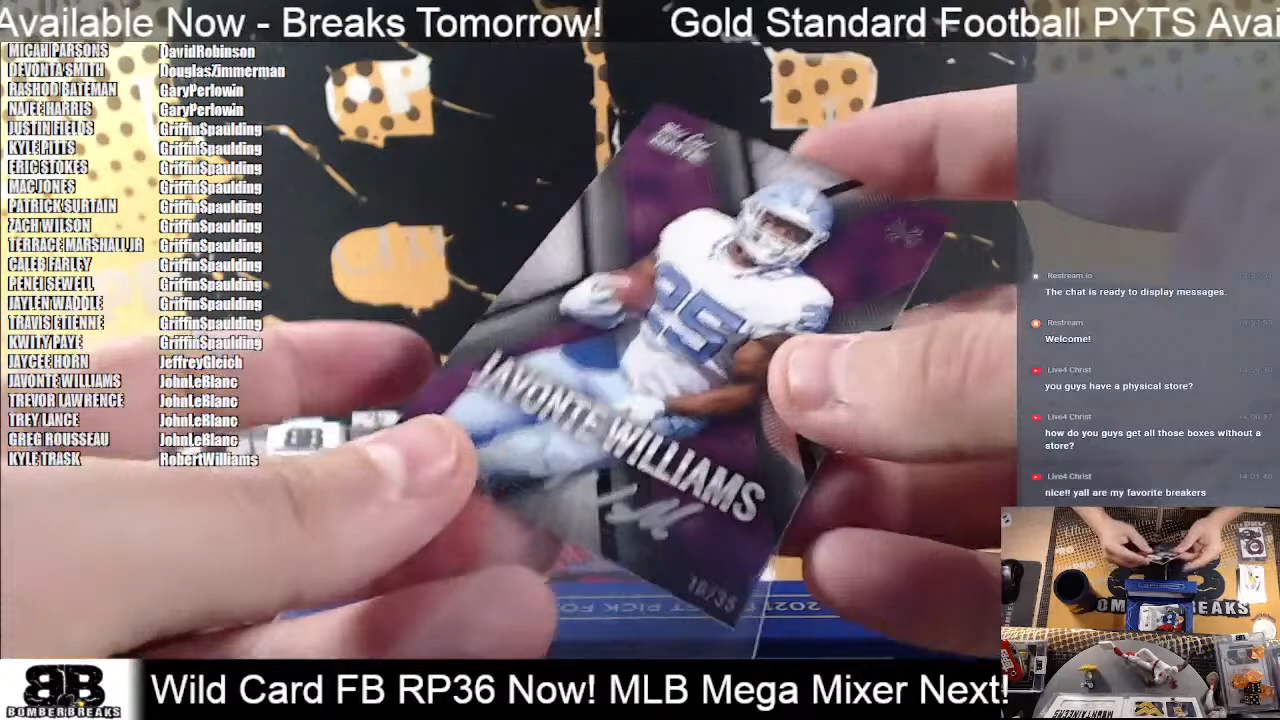 Available Now - Breaks Tomorrow! Gold Standard Football PYTS Avai
MICAH PARSONS DavidRobinson
DEVONTA SMITH DouglasZimmerman
RASHOD BATEMAN GaryPerlowin
NAJEE HARRIS GaryPerlowin
JUSTIN FIELDS GriffinSpaulding
KYLE PITTS GriffinSpaulding
ERIC STOKES GriffinSpaulding
MAC JONES GriffinSpaulding
PATRICK SURTAIN GriffinSpaulding
ZACH WILSON GriffinSpaulding
TERRACE MARSHALL JR GriffinSpaulding
CALEB FARLEY GriffinSpaulding
PENEI SEWELL GriffinSpaulding
JAYLEN WADDLE GriffinSpaulding
TRAVIS ETIENNE GriffinSpaulding
KWITY PAYE GriffinSpaulding
JAYCEE HORN JeffreyGleich
JAVONTE WILLIAMS JohnLeBlanc
TREVOR LAWRENCE JohnLeBlanc
TREY LANCE JohnLeBlanc
GREG ROUSSEAU JohnLeBlanc
KYLE TRASK RobertWilliams
25
JAVONTE WILLIAMS
Restream.io
The chat is ready to display messages.
Restream
Welcome!
Live4 Christ
you guys have a physical store?
Live4 Christ
how do you guys get all those boxes without a
store?
Live4 Christ
nice!! yall are my favorite breakers
BB
BOMBERBREAKS
Wild Card FB RP36 Now! MLB Mega Mixer Next!